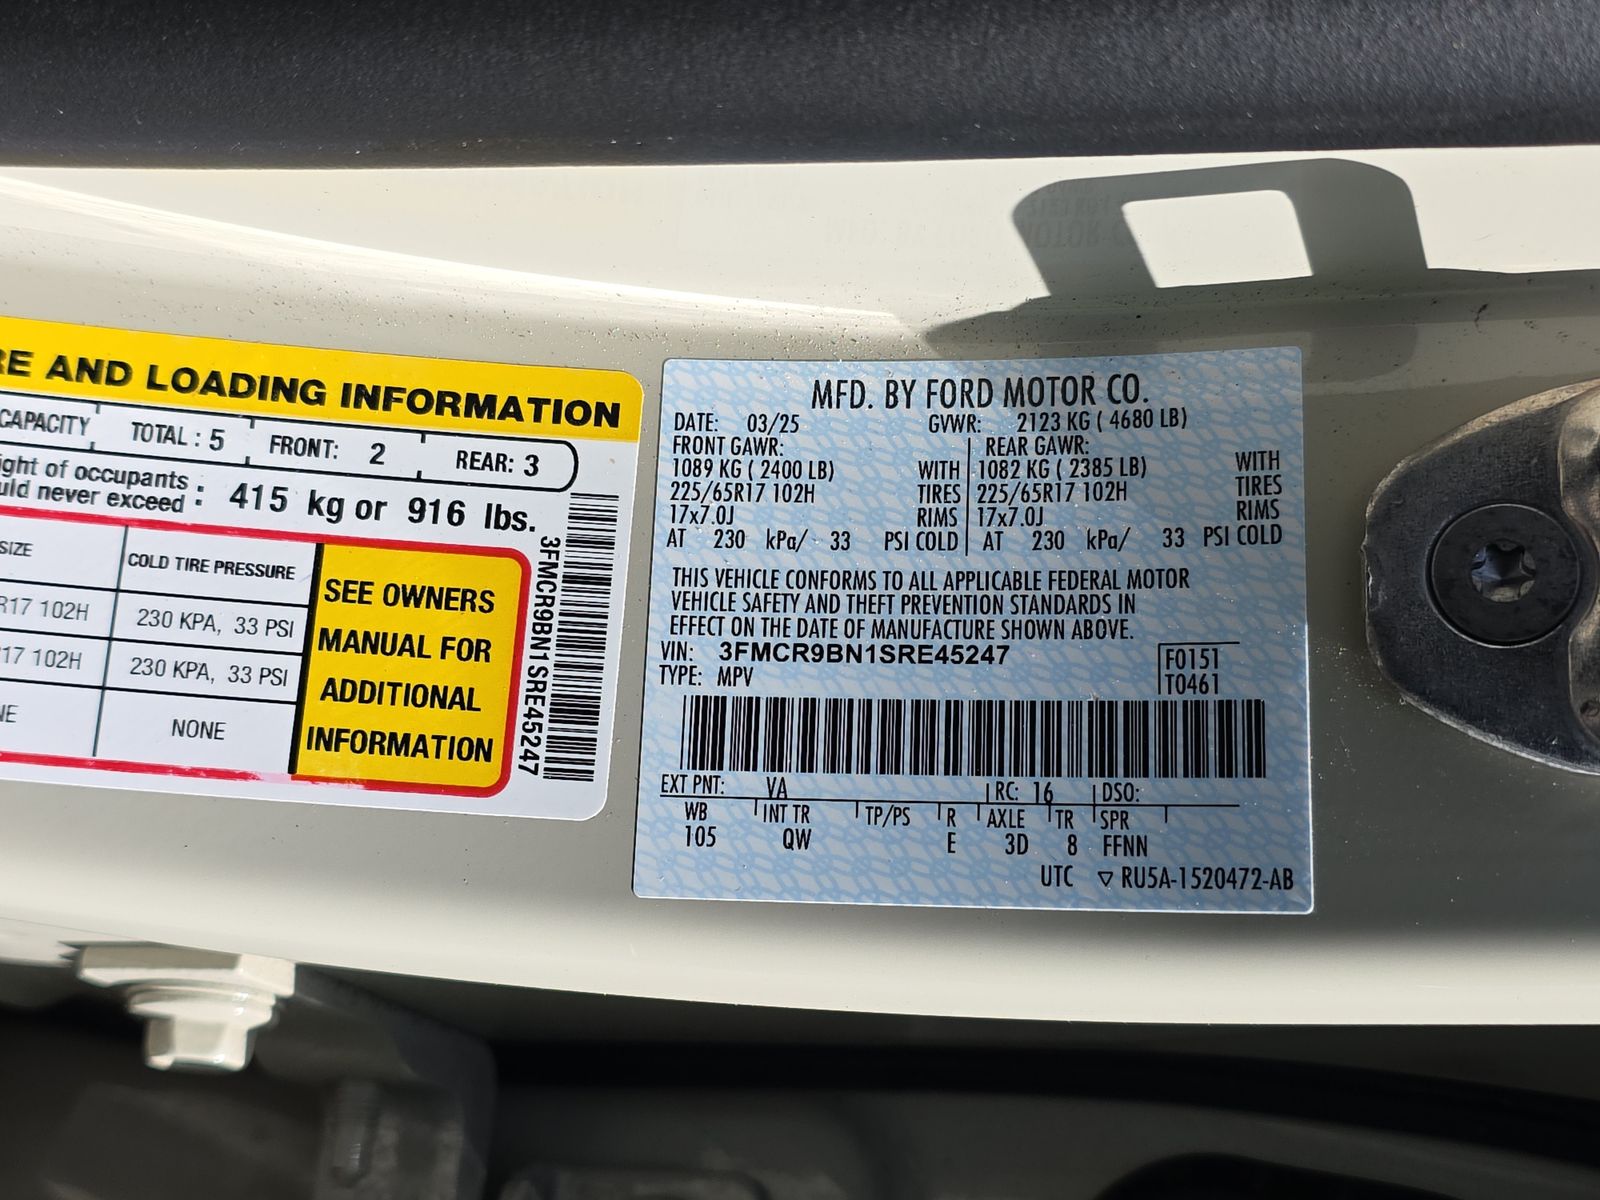 RE AND LOADING INFORMATION
CAPACITY TOTAL : 5 FRONT: 2 REAR: 3
ight of occupants
uld never exceed : 415 kg or 916 lbs.
SIZE COLD TIRE PRESSURE
R17 102H 230 KPA, 33 PSI
R17 102H 230 KPA, 33 PSI
NE NONE
SEE OWNERS
MANUAL FOR
ADDITIONAL
INFORMATION
3FMCR9BN1SRE45247
MFD. BY FORD MOTOR CO.
DATE: 03/25 GVWR: 2123 KG ( 4680 LB)
FRONT GAWR: REAR GAWR:
1089 KG ( 2400 LB) WITH 1082 KG ( 2385 LB) WITH
225/65R17 102H TIRES 225/65R17 102H TIRES
17x7.0J RIMS 17x7.0J RIMS
AT 230 kPa/ 33 PSI COLD AT 230 kPa/ 33 PSI COLD
THIS VEHICLE CONFORMS TO ALL APPLICABLE FEDERAL MOTOR
VEHICLE SAFETY AND THEFT PREVENTION STANDARDS IN
EFFECT ON THE DATE OF MANUFACTURE SHOWN ABOVE.
VIN: 3FMCR9BN1SRE45247 F0151
TYPE: MPV T0461
EXT PNT: VA RC: 16 DSO:
WB INT TR TP/PS R AXLE TR SPR
105 QW E 3D 8 FFNN
UTC ▽ RU5A-1520472-AB